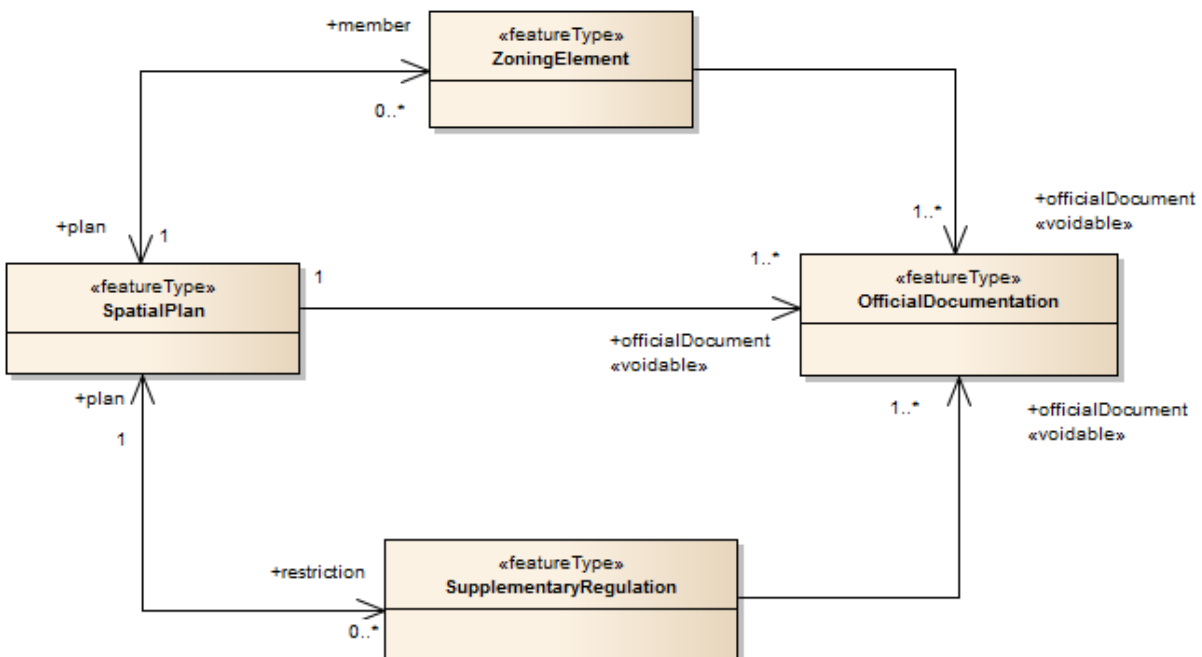 +member
«featureType»
ZoningElement
0..*
+officialDocument
«voidable»
1..*
+plan
1
«featureType»
SpatialPlan
1
1..*
+officialDocument
«voidable»
«featureType»
OfficialDocumentation
+plan
1
1..*
+officialDocument
«voidable»
+restriction
0..*
«featureType»
SupplementaryRegulation